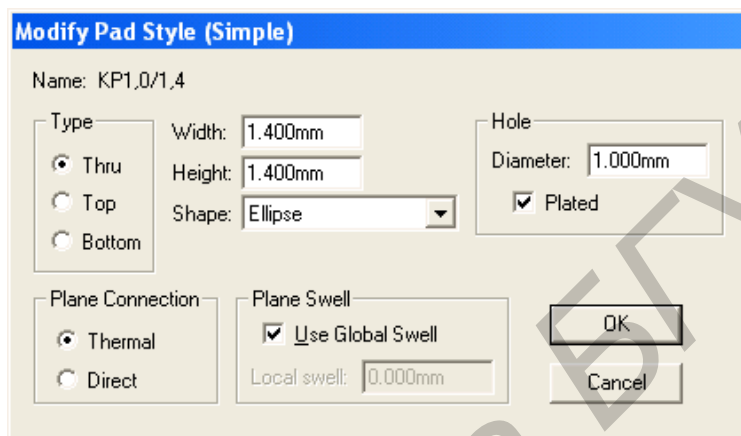 Modify Pad Style (Simple)
Name: KP1,0/1,4
Type
Thru
Top
Bottom
Width: 1.400mm
Height: 1.400mm
Shape: Ellipse
Hole
Diameter: 1.000mm
Plated
Plane Connection
Thermal
Direct
Plane Swell
Use Global Swell
Local swell: 0.000mm
OK
Cancel